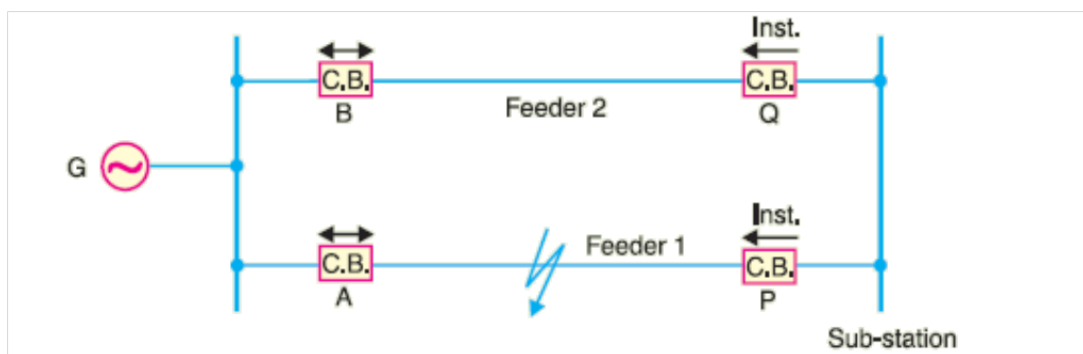 Inst.
C.B.
C.B.
B
Feeder 2
Q
G
Inst.
Feeder 1
C.B.
C.B.
A
P
Sub-station